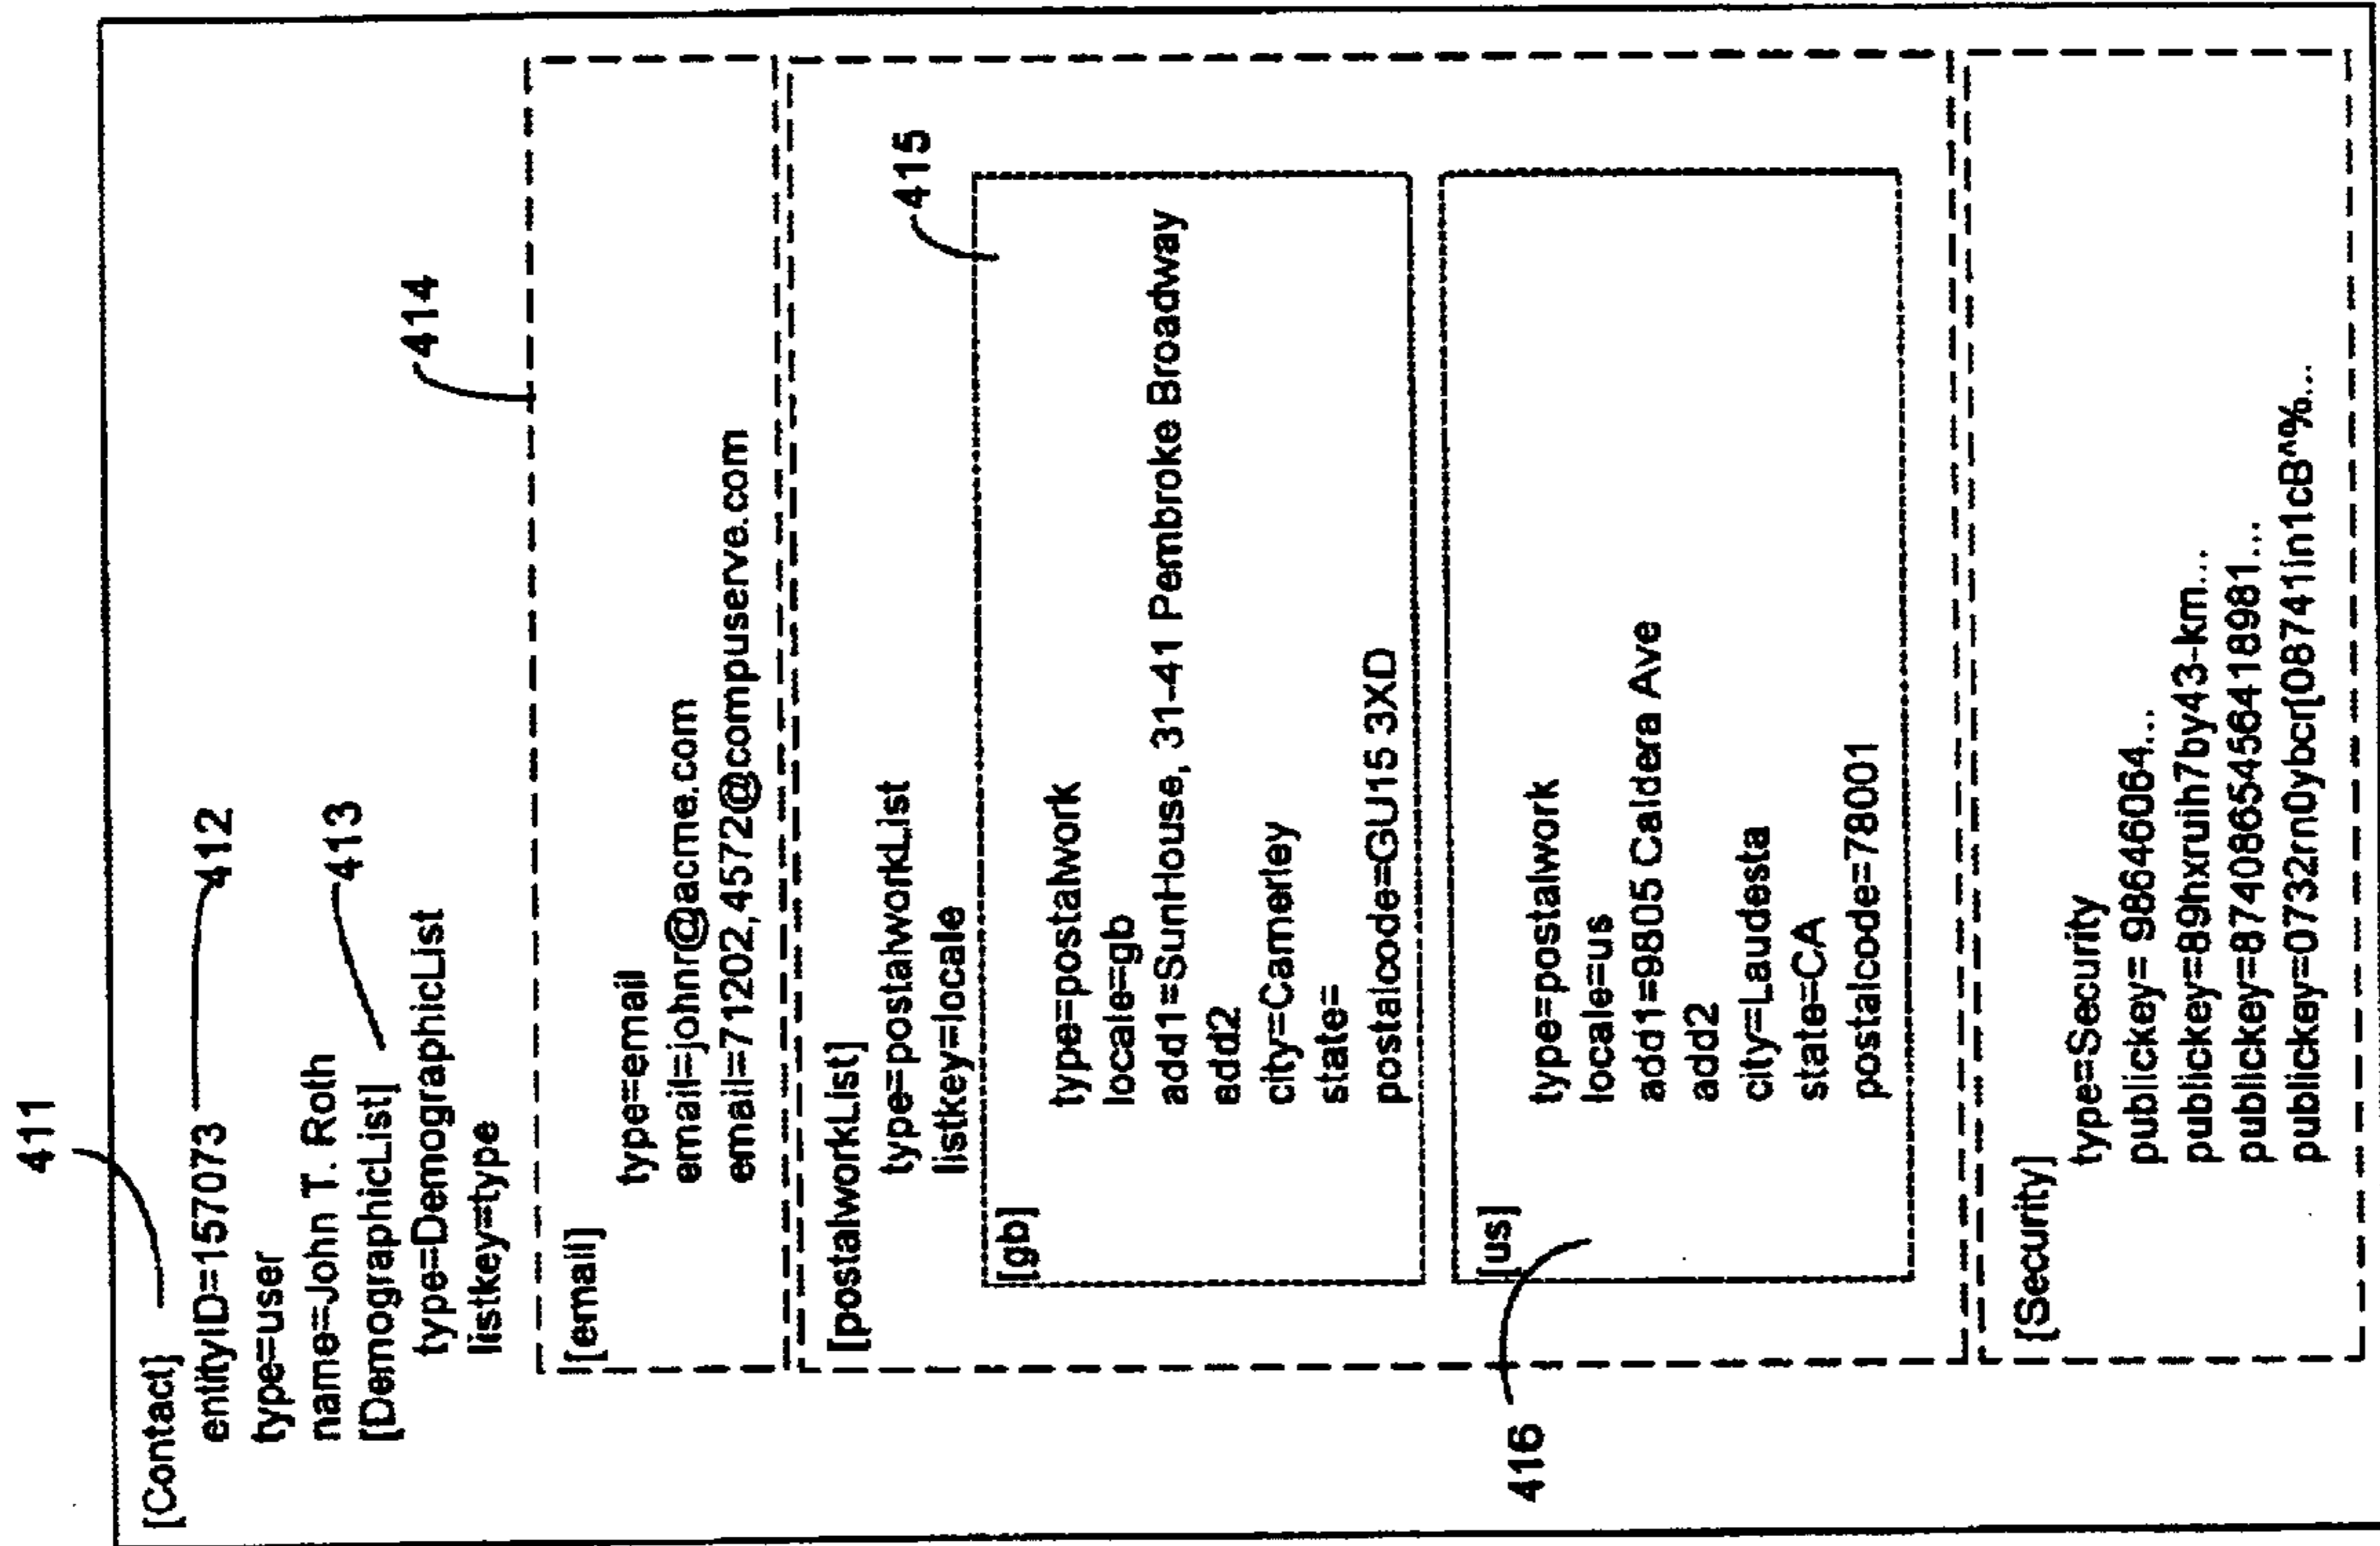 411
[Contact]
entityID=157073 412
type=user
name=John T. Roth
[DemographicList] 413
type=DemographicList
listkey=type
414
[email]
type=email
email=johnr@acme.com
email=71202,4572@compuserve.com
[postalworkList]
type=postalworkList
listkey=locale
415
[gb]
type=postalwork
locale=gb
add1=SunHouse, 31-41 Pembroke Broadway
add2
city=Camerley
state=
postalcode=GU15 3XD
416
[us]
type=postalwork
locale=us
add1=9805 Caldera Ave
add2
city=Laudesta
state=CA
postalcode=78001
[Security]
type=Security
publickey= 98646064...
publickey=89hxruih7by43-km...
publickey=8740865456418981...
publickey=0732rn0ybcr[08741in1cB^%...